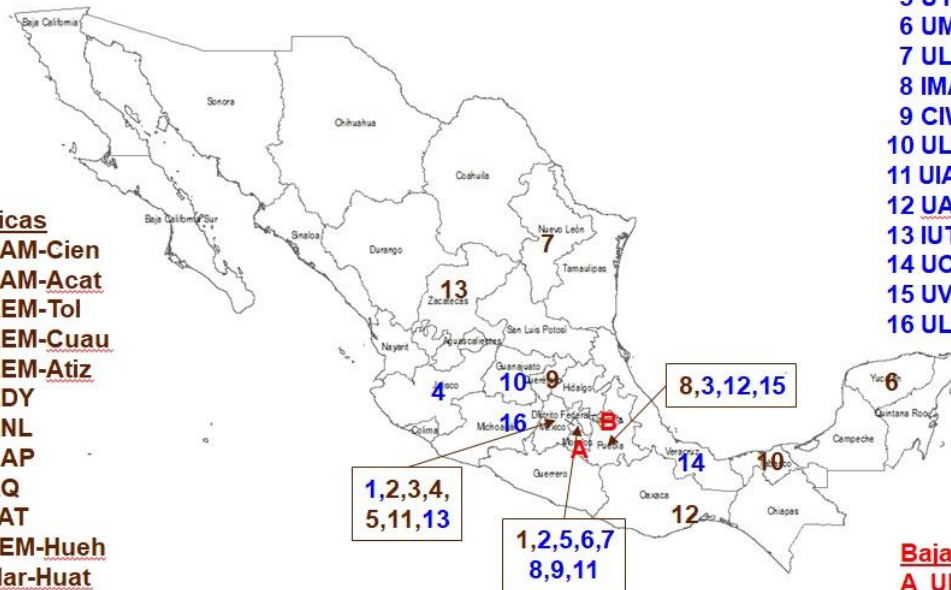 icas
AM-Cien
AM-Acat
EM-Tol
EM-Cuau
EM-Atiz
DY
NL
AP
Q
AT
EM-Hueh
lar-Huat
Baja California
Sonora
Chihuahua
Coahuila
Baja California Sur
Sinaloa
Durango
Nuevo León
7
Tamaulipas
13
Zacatecas
San Luis Potosí
Nayarit
Aguascalientes
Guanajuato
10
9
Hidalgo
4
Colima
Distrito Federal
México
16
B
A
Puebla
Guerrero
8,3,12,15
Veracruz
14
10
Oaxaca
12
Chiapas
Campeche
6
Quintana Roo
1,2,3,4,
5,11,13
1,2,5,6,7
8,9,11
6 UM
7 UL
8 IMA
9 CIV
10 UL
11 UIA
12 UA
13 IUT
14 UC
15 UV
16 UL
Baja